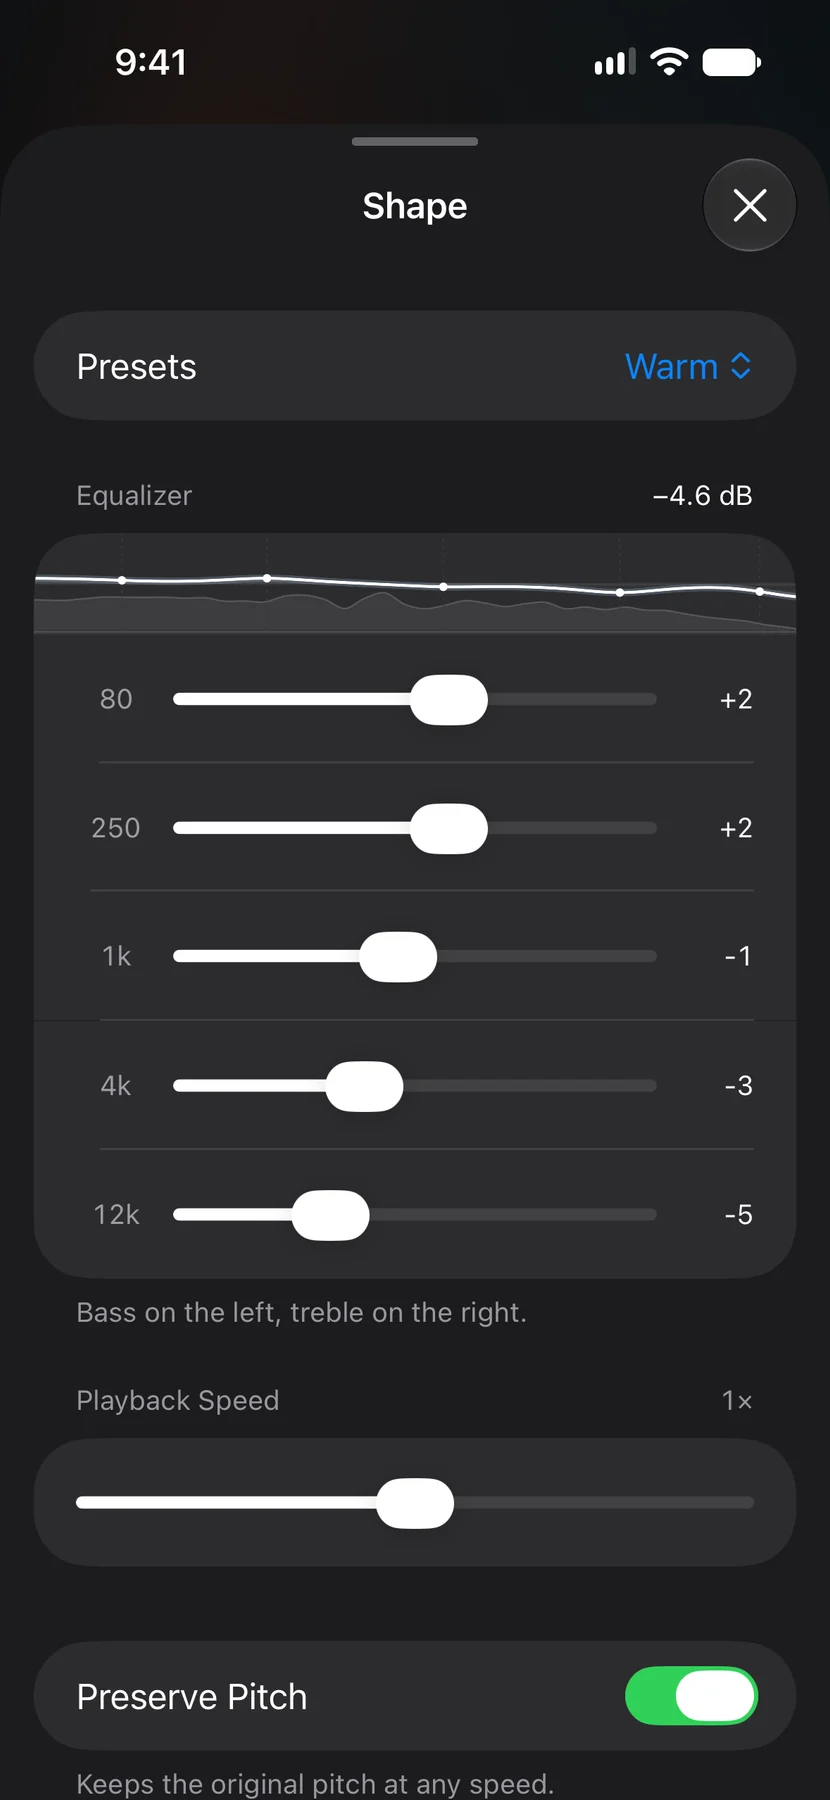 9:41
Shape
Presets Warm
Equalizer −4.6 dB
80 +2
250 +2
1k -1
4k -3
12k -5
Bass on the left, treble on the right.
Playback Speed 1×
Preserve Pitch
Keeps the original pitch at any speed.